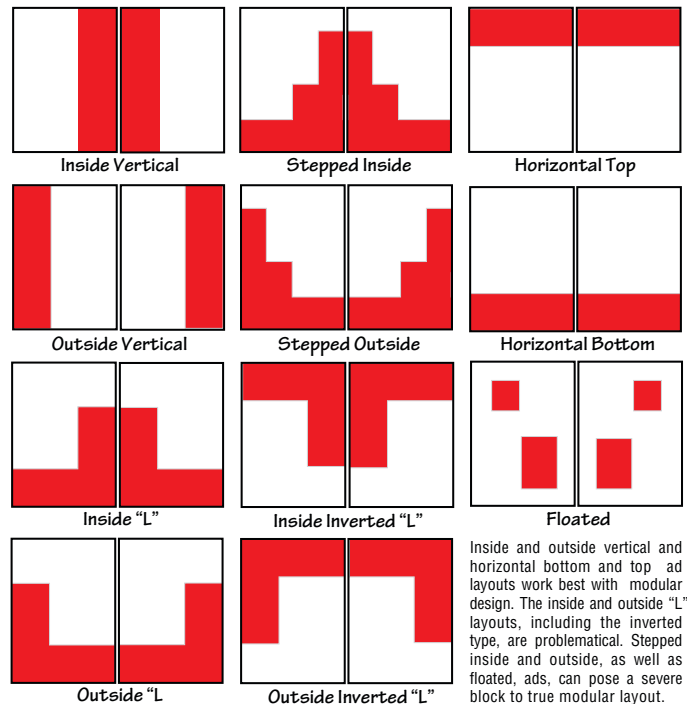 Inside Vertical
Stepped Inside
Horizontal Top
Outside Vertical
Stepped Outside
Horizontal Bottom
Inside “L”
Inside Inverted “L”
Floated
Outside “L
Outside Inverted “L”
Inside and outside vertical and
horizontal bottom and top ad
layouts work best with modular
design. The inside and outside “L”
layouts, including the inverted
type, are problematical. Stepped
inside and outside, as well as
floated, ads, can pose a severe
block to true modular layout.